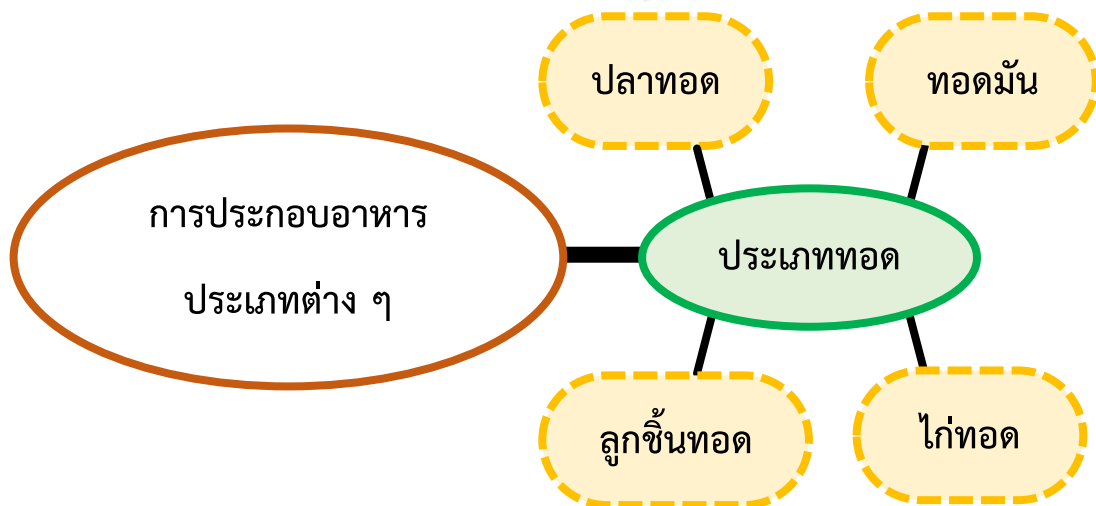 ปลาทอด
ทอดมัน
การประกอบอาหาร
ประเภทต่าง ๆ
ประเภททอด
ลูกชิ้นทอด
ไก่ทอด